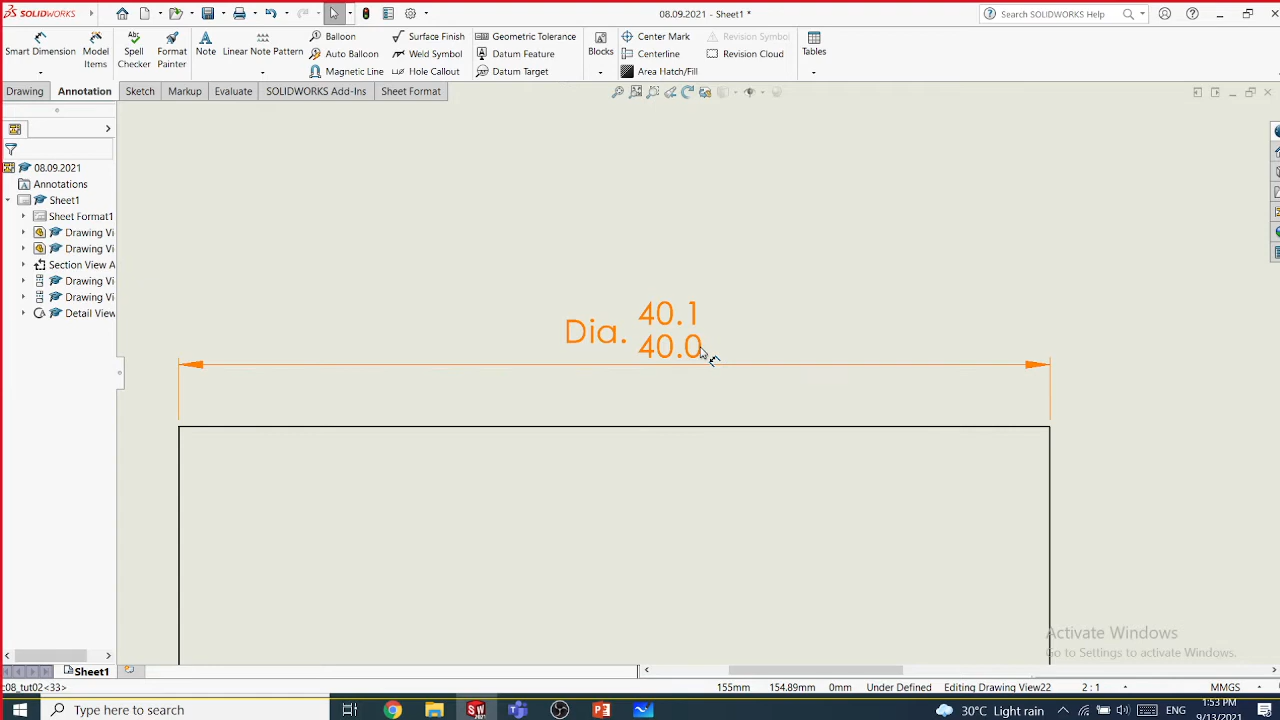 SOLIDWORKS
08.09.2021 - Sheet1 *
Search SOLIDWORKS Help
Smart Dimension
Model Items
Spell Checker
Format Painter
Note
Linear Note Pattern
Balloon
Auto Balloon
Magnetic Line
Surface Finish
Weld Symbol
Hole Callout
Geometric Tolerance
Datum Feature
Datum Target
Blocks
Center Mark
Centerline
Area Hatch/Fill
Revision Symbol
Revision Cloud
Tables
Drawing
Annotation
Sketch
Markup
Evaluate
SOLIDWORKS Add-Ins
Sheet Format
08.09.2021
Annotations
Sheet1
Sheet Format1
Drawing Vi
Drawing Vi
Section View A
Drawing Vi
Drawing Vi
Detail View
Dia. 40.1
40.0
Activate Windows
Go to Settings to activate Windows.
Sheet1
:08_tut02<33>
155mm
154.89mm
0mm
Under Defined
Editing Drawing View22
2 : 1
MMGS
Type here to search
30°C Light rain
ENG
1:53 PM
9/13/2021